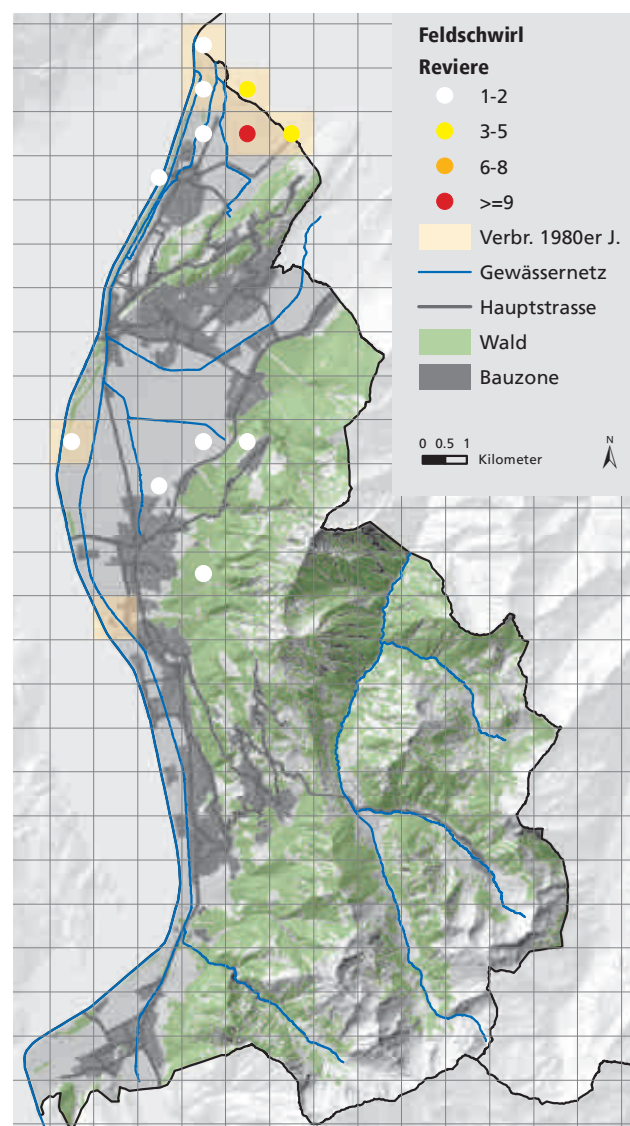 Feldschwirl
Reviere
1-2
3-5
6-8
>=9
Verbr. 1980er J.
Gewässernetz
Hauptstrasse
Wald
Bauzone
0 0.5 1
Kilometer
N